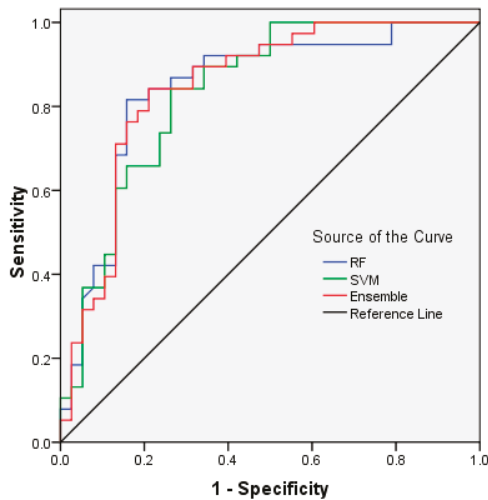 1.0
0.8
0.6
0.4
0.2
0.0
Sensitivity
Source of the Curve
RF
SVM
Ensemble
Reference Line
0.0 0.2 0.4 0.6 0.8 1.0
1 - Specificity